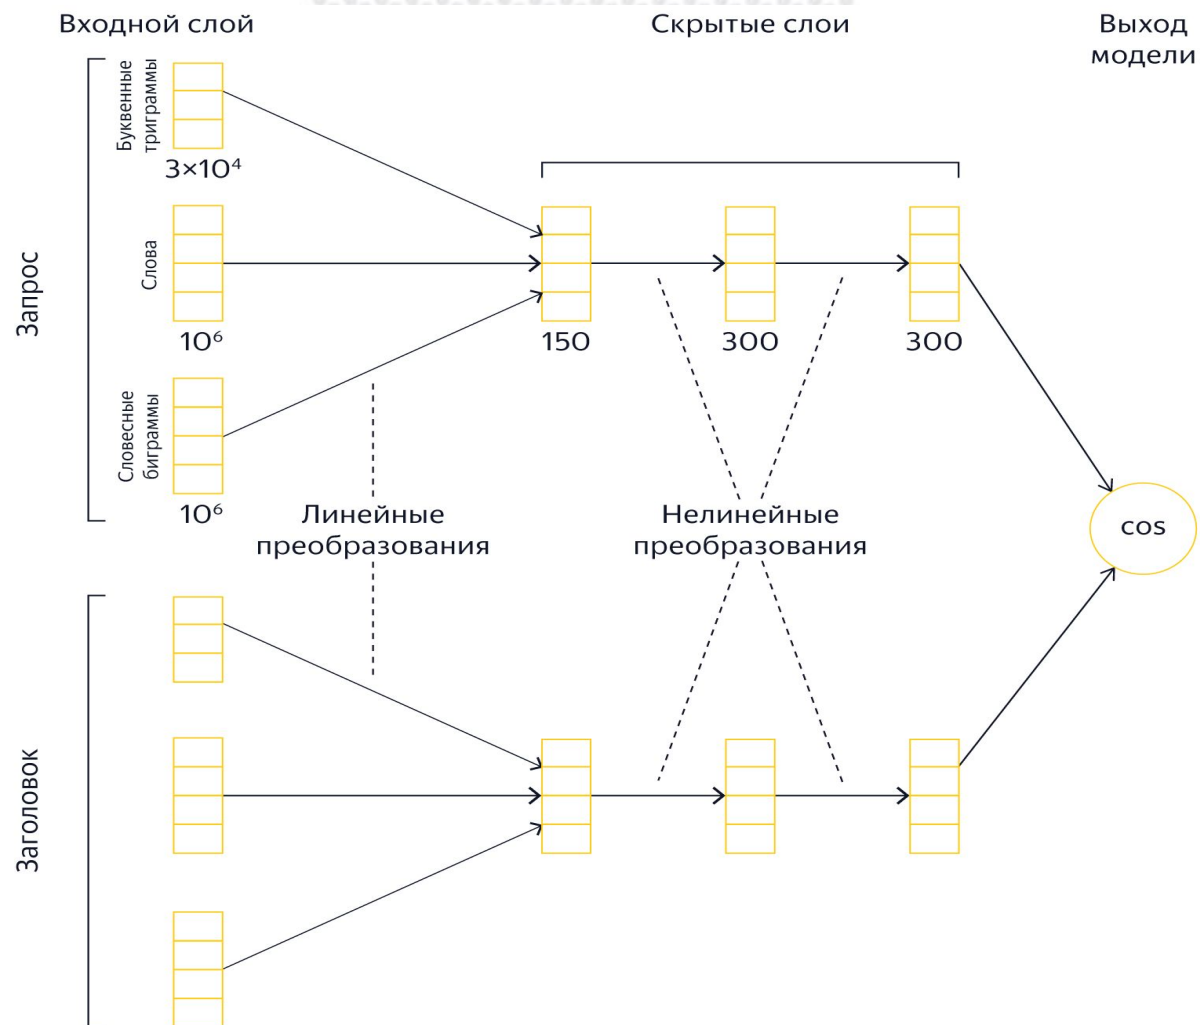 Входной слой
Скрытые слои
Выход
модели
Запрос
Буквенные
триграммы
3×10⁴
Слова
10⁶
Словесные
биграммы
10⁶
150
300
300
Линейные
преобразования
Нелинейные
преобразования
cos
Заголовок